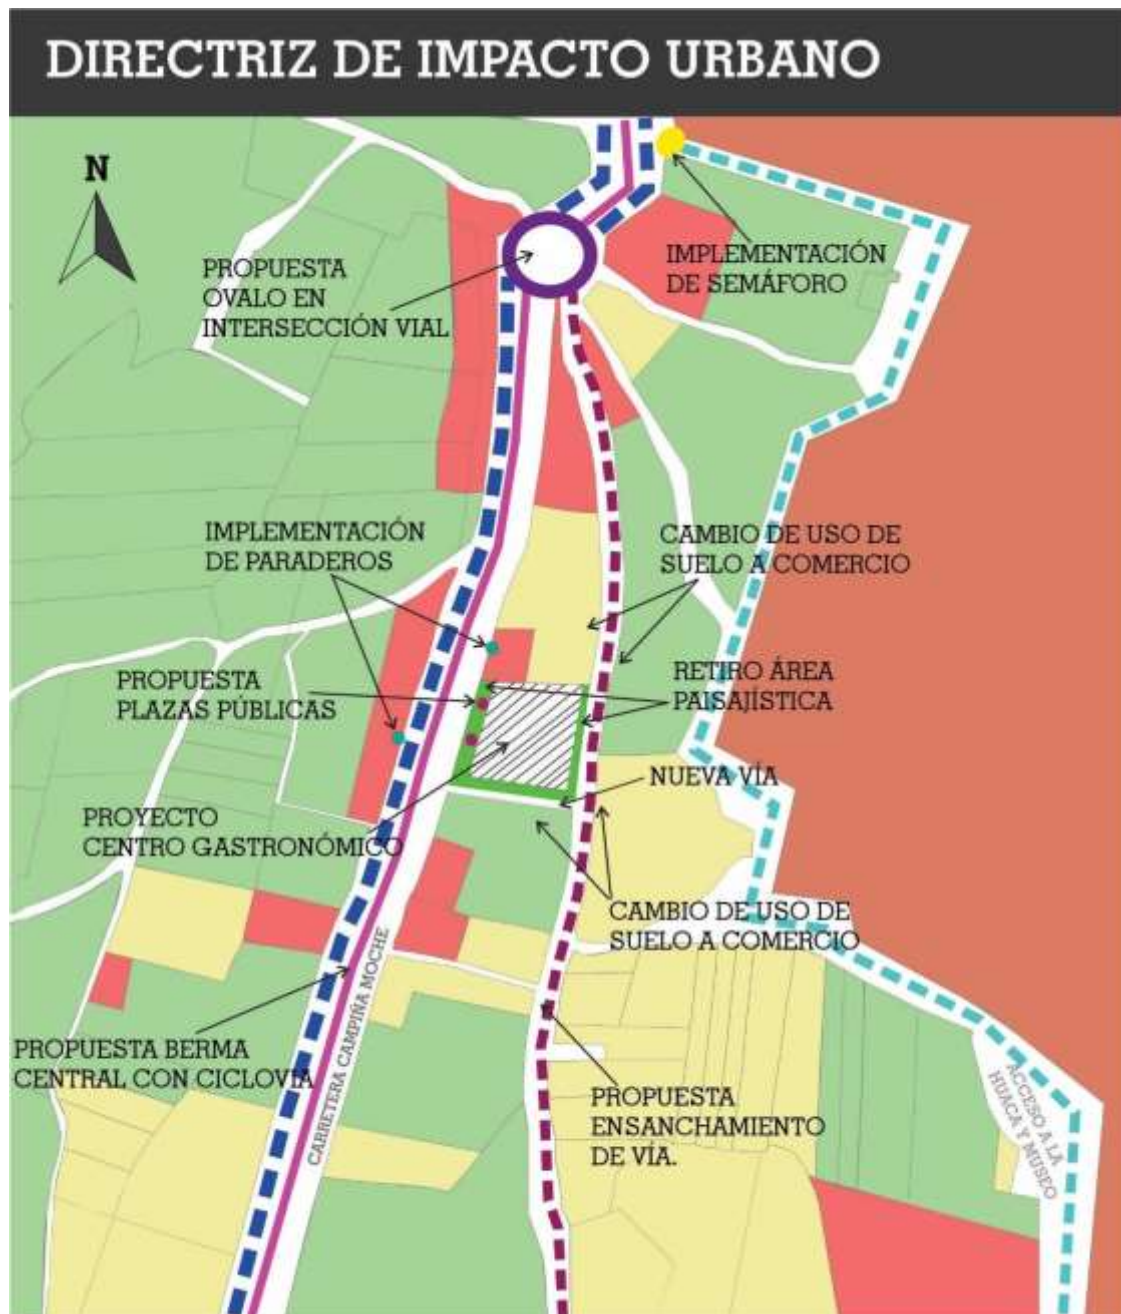 DIRECTRIZ DE IMPACTO URBANO
N
PROPUESTA
OVALO EN
INTERSECCIÓN VIAL
IMPLEMENTACIÓN
DE SEMÁFORO
IMPLEMENTACIÓN
DE PARADEROS
CAMBIO DE USO DE
SUELO A COMERCIO
PROPUESTA
PLAZAS PÚBLICAS
RETIRO ÁREA
PAISAJÍSTICA
NUEVA VÍA
PROYECTO
CENTRO GASTRONÓMICO
CAMBIO DE USO DE
SUELO A COMERCIO
CARRETERA CAMPIÑA MOCHE
PROPUESTA BERMA
CENTRAL CON CICLOVÍA
PROPUESTA
ENSANCHAMIENTO
DE VÍA.
ACCESO A LA
HUACA Y MUSEO